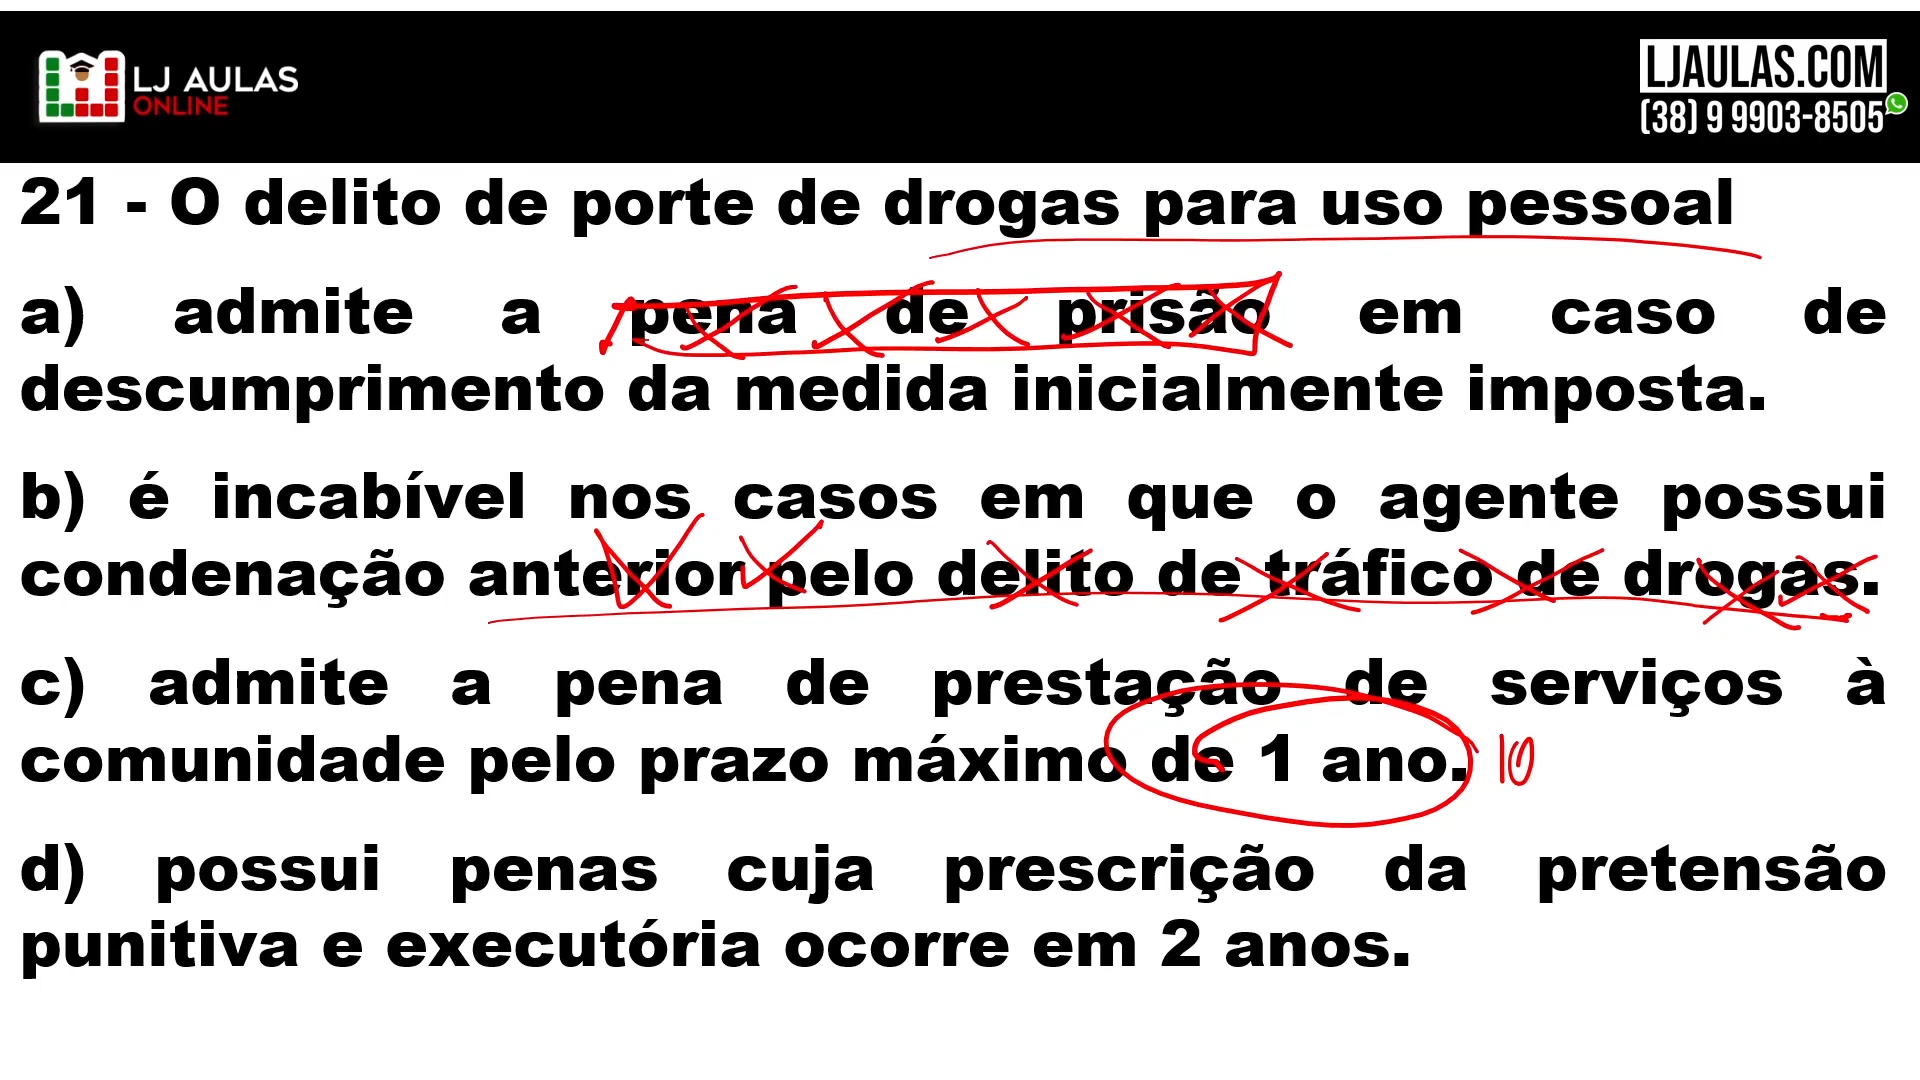 LJ AULAS
ONLINE
LJAULAS.COM
(38) 9 9903-8505
21 - O delito de porte de drogas para uso pessoal
a) admite a pena de prisão em caso de
descumprimento da medida inicialmente imposta.
b) é incabível nos casos em que o agente possui
condenação anterior pelo delito de tráfico de drogas.
c) admite a pena de prestação de serviços à
comunidade pelo prazo máximo de 1 ano. 10
d) possui penas cuja prescrição da pretensão
punitiva e executória ocorre em 2 anos.